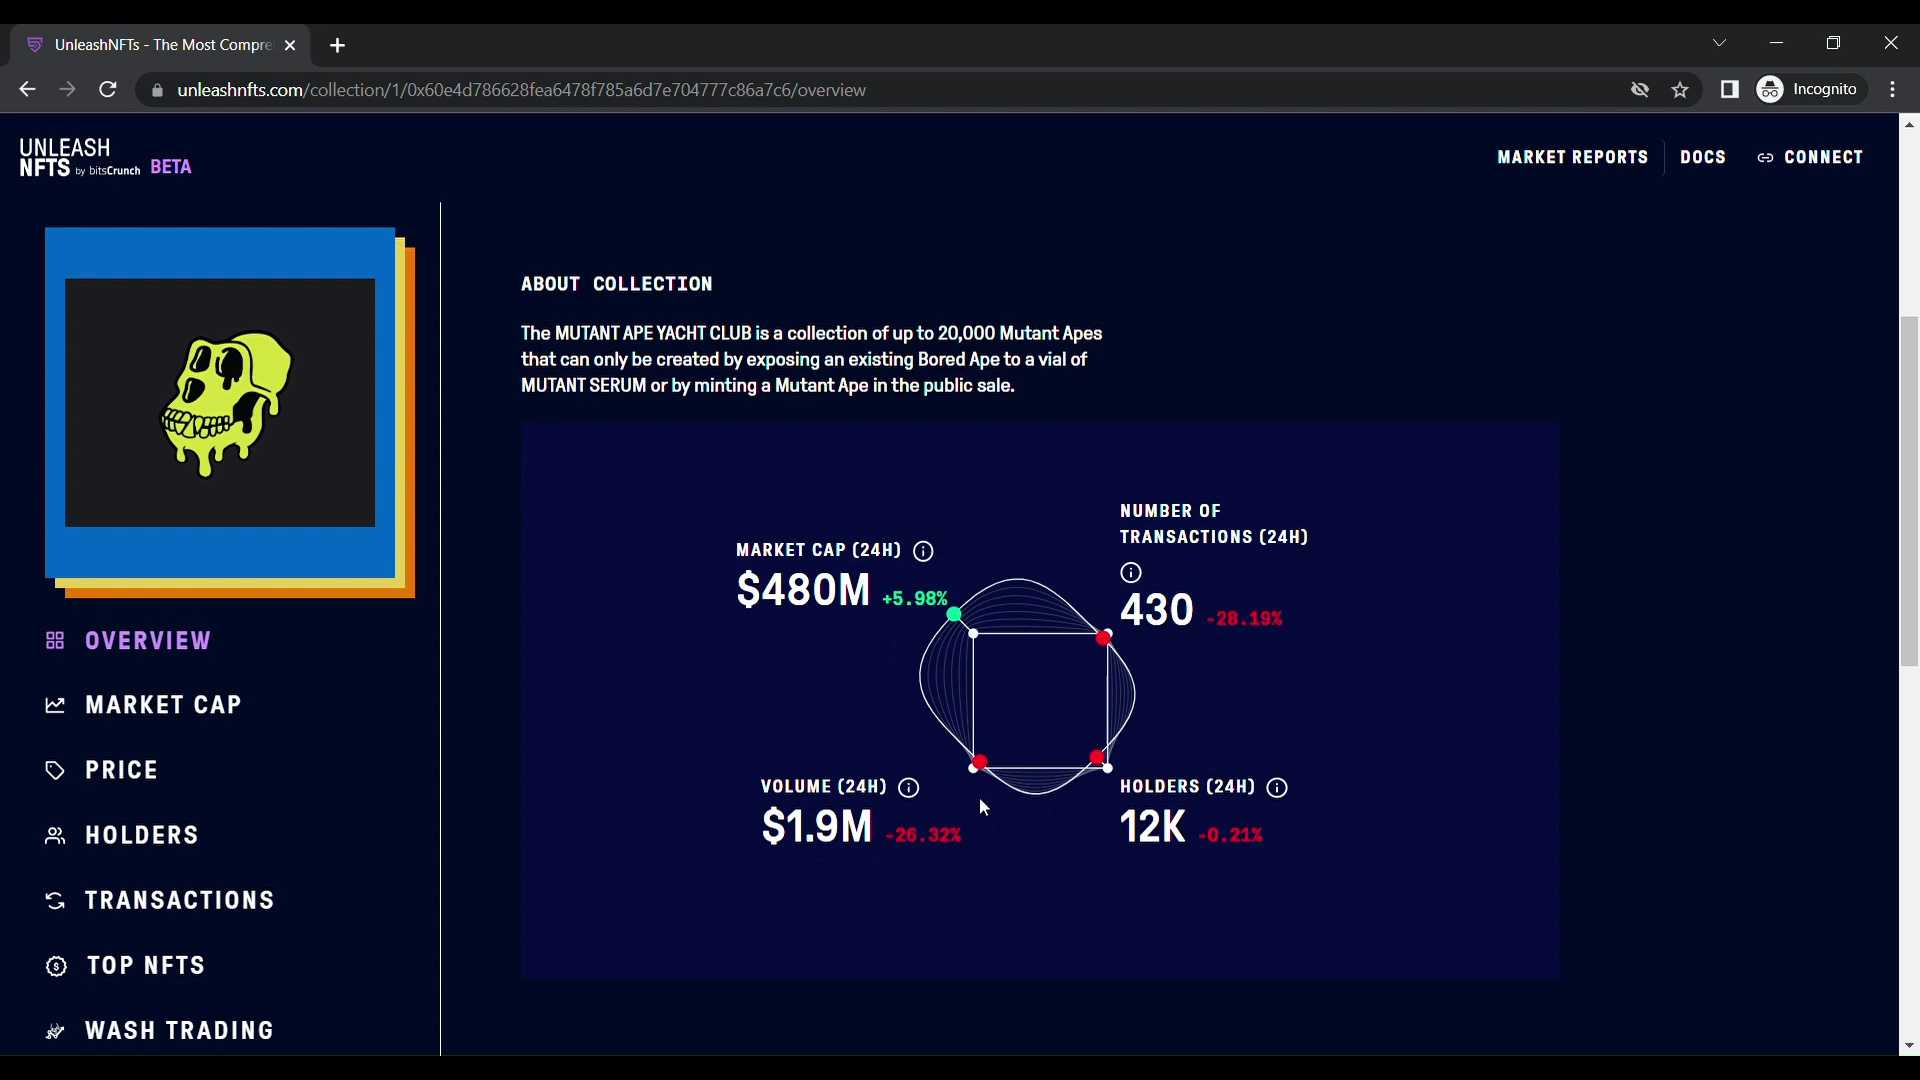 UnleashNFTs - The Most Compre
unleashnfts.com/collection/1/0x60e4d786628fea6478f785a6d7e704777c86a7c6/overview
Incognito
UNLEASH
NFTS by bitsCrunch BETA
MARKET REPORTS
DOCS
CONNECT
OVERVIEW
MARKET CAP
PRICE
HOLDERS
TRANSACTIONS
TOP NFTS
WASH TRADING
ABOUT COLLECTION
The MUTANT APE YACHT CLUB is a collection of up to 20,000 Mutant Apes
that can only be created by exposing an existing Bored Ape to a vial of
MUTANT SERUM or by minting a Mutant Ape in the public sale.
MARKET CAP (24H)
$480M +5.98%
NUMBER OF
TRANSACTIONS (24H)
430 -28.19%
VOLUME (24H)
$1.9M -26.32%
HOLDERS (24H)
12K -0.21%